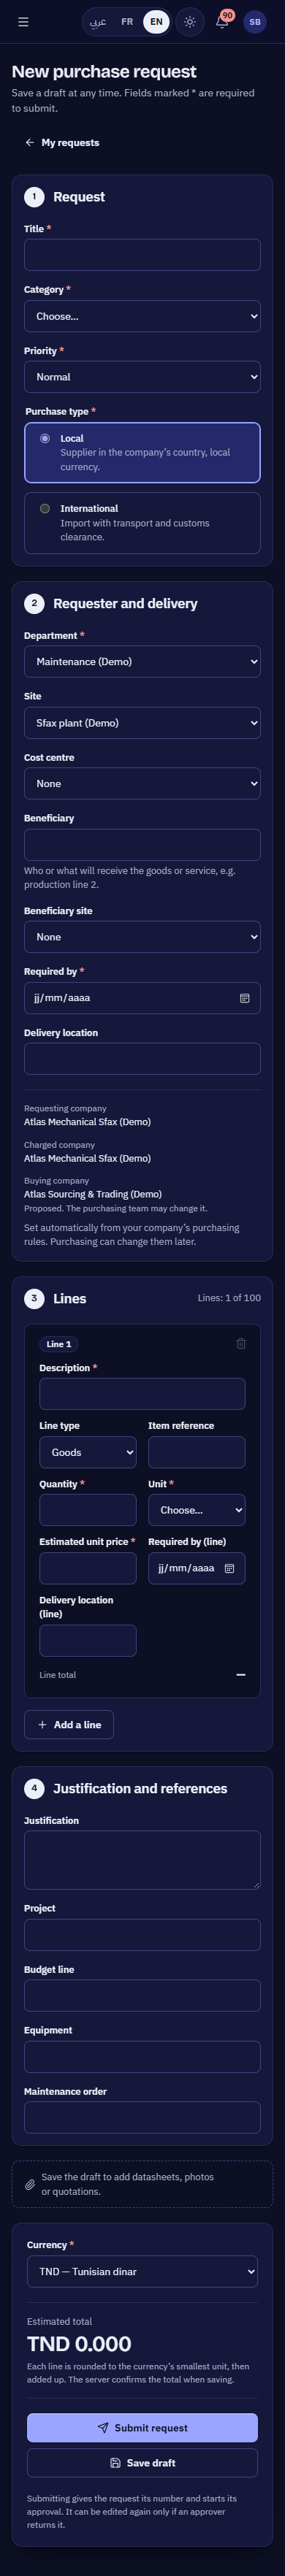 عربي FR EN 90 SB
New purchase request
Save a draft at any time. Fields marked * are required
to submit.
My requests
1 Request
Title *
Category *
Choose...
Priority *
Normal
Purchase type *
Local
Supplier in the company's country, local
currency.
International
Import with transport and customs
clearance.
2 Requester and delivery
Department *
Maintenance (Demo)
Site
Sfax plant (Demo)
Cost centre
None
Beneficiary
Who or what will receive the goods or service, e.g.
production line 2.
Beneficiary site
None
Required by *
jj/mm/aaaa
Delivery location
Requesting company
Atlas Mechanical Sfax (Demo)
Charged company
Atlas Mechanical Sfax (Demo)
Buying company
Atlas Sourcing & Trading (Demo)
Proposed. The purchasing team may change it.
Set automatically from your company's purchasing
rules. Purchasing can change them later.
3 Lines Lines: 1 of 100
Line 1
Description *
Line type Item reference
Goods
Quantity * Unit *
Choose...
Estimated unit price * Required by (line)
jj/mm/aaaa
Delivery location
(line)
Line total —
Add a line
4 Justification and references
Justification
Project
Budget line
Equipment
Maintenance order
Save the draft to add datasheets, photos
or quotations.
Currency *
TND — Tunisian dinar
Estimated total
TND 0.000
Each line is rounded to the currency's smallest unit, then
added up. The server confirms the total when saving.
Submit request
Save draft
Submitting gives the request its number and starts its
approval. It can be edited again only if an approver
returns it.